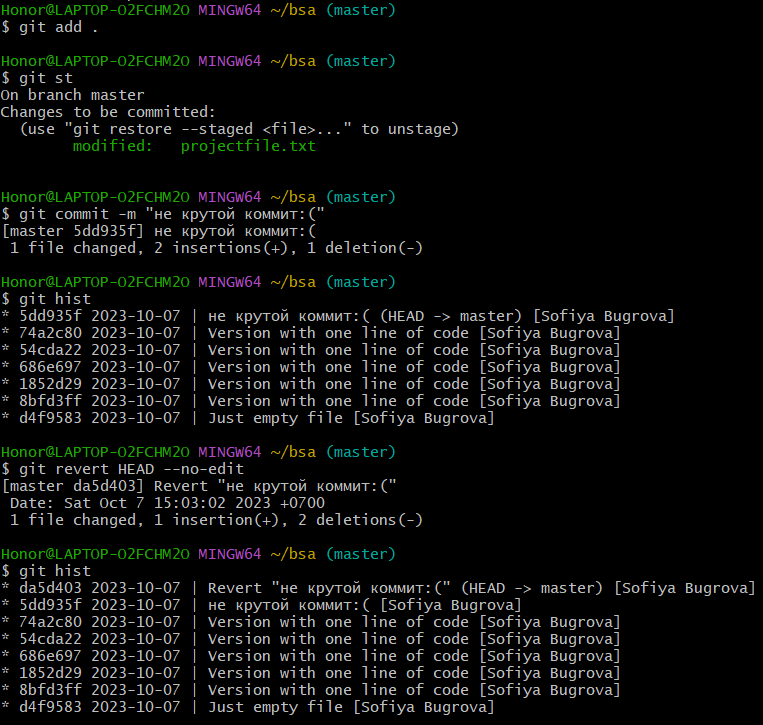 Honor@LAPTOP-O2FCHM2O MINGW64 ~/bsa (master)
$ git add .
Honor@LAPTOP-O2FCHM2O MINGW64 ~/bsa (master)
$ git st
On branch master
Changes to be committed:
  (use "git restore --staged <file>..." to unstage)
        modified:   projectfile.txt
Honor@LAPTOP-O2FCHM2O MINGW64 ~/bsa (master)
$ git commit -m "не крутой коммит:("
[master 5dd935f] не крутой коммит:(
 1 file changed, 2 insertions(+), 1 deletion(-)
Honor@LAPTOP-O2FCHM2O MINGW64 ~/bsa (master)
$ git hist
* 5dd935f 2023-10-07 | не крутой коммит:( (HEAD -> master) [Sofiya Bugrova]
* 74a2c80 2023-10-07 | Version with one line of code [Sofiya Bugrova]
* 54cda22 2023-10-07 | Version with one line of code [Sofiya Bugrova]
* 686e697 2023-10-07 | Version with one line of code [Sofiya Bugrova]
* 1852d29 2023-10-07 | Version with one line of code [Sofiya Bugrova]
* 8bfd3ff 2023-10-07 | Version with one line of code [Sofiya Bugrova]
* d4f9583 2023-10-07 | Just empty file [Sofiya Bugrova]
Honor@LAPTOP-O2FCHM2O MINGW64 ~/bsa (master)
$ git revert HEAD --no-edit
[master da5d403] Revert "не крутой коммит:("
 Date: Sat Oct 7 15:03:02 2023 +0700
 1 file changed, 1 insertion(+), 2 deletions(-)
Honor@LAPTOP-O2FCHM2O MINGW64 ~/bsa (master)
$ git hist
* da5d403 2023-10-07 | Revert "не крутой коммит:(" (HEAD -> master) [Sofiya Bugrova]
* 5dd935f 2023-10-07 | не крутой коммит:( [Sofiya Bugrova]
* 74a2c80 2023-10-07 | Version with one line of code [Sofiya Bugrova]
* 54cda22 2023-10-07 | Version with one line of code [Sofiya Bugrova]
* 686e697 2023-10-07 | Version with one line of code [Sofiya Bugrova]
* 1852d29 2023-10-07 | Version with one line of code [Sofiya Bugrova]
* 8bfd3ff 2023-10-07 | Version with one line of code [Sofiya Bugrova]
* d4f9583 2023-10-07 | Just empty file [Sofiya Bugrova]